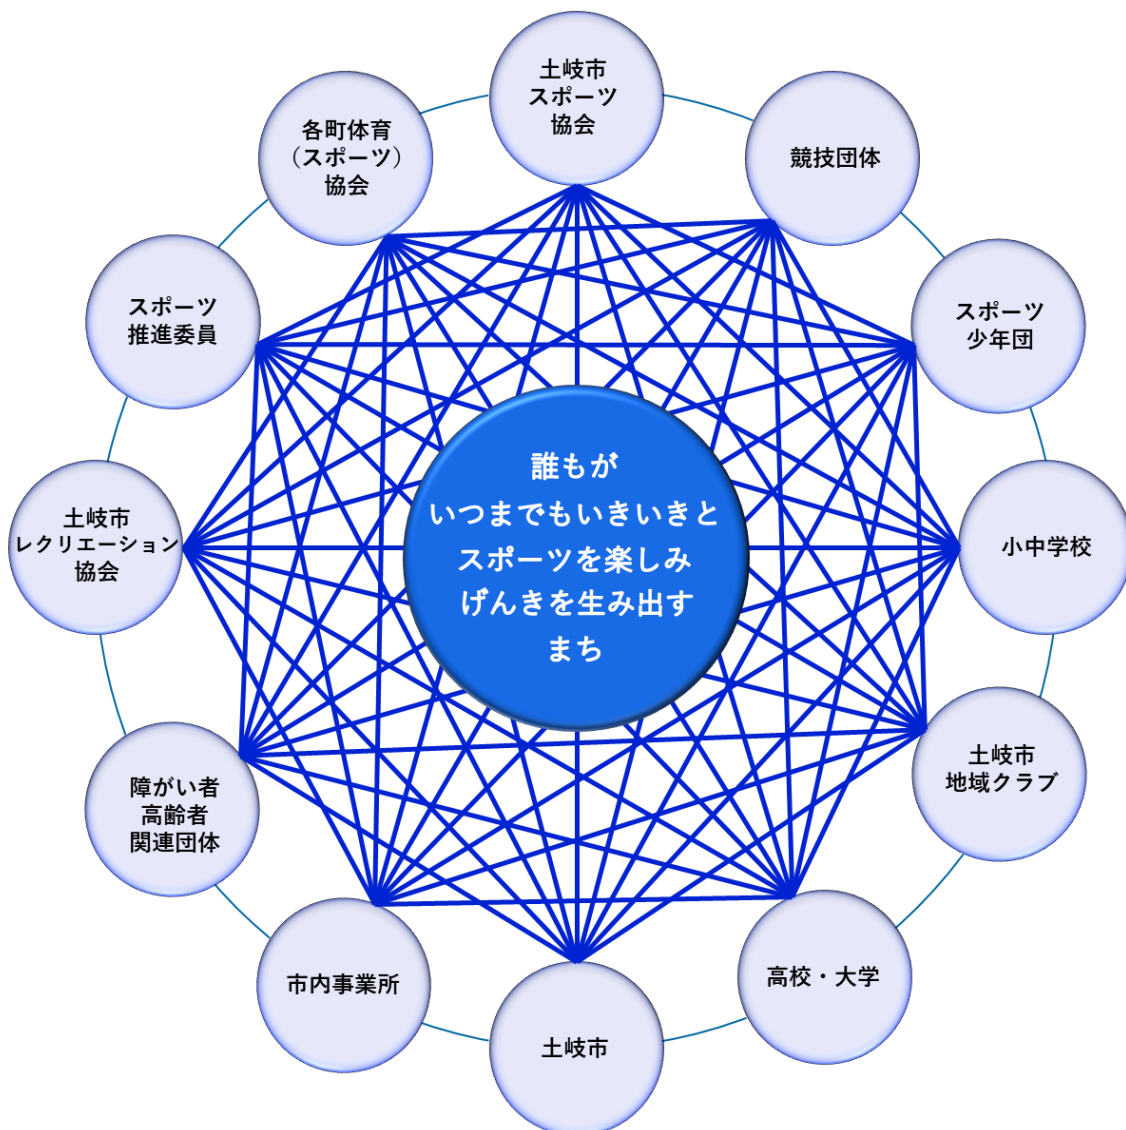 土岐市
スポーツ
協会
競技団体
スポーツ
少年団
小中学校
土岐市
地域クラブ
高校・大学
土岐市
市内事業所
障がい者
高齢者
関連団体
土岐市
レクリエーション
協会
スポーツ
推進委員
各町体育
（スポーツ）
協会
誰もが
いつまでもいきいきと
スポーツを楽しみ
げんきを生み出す
まち